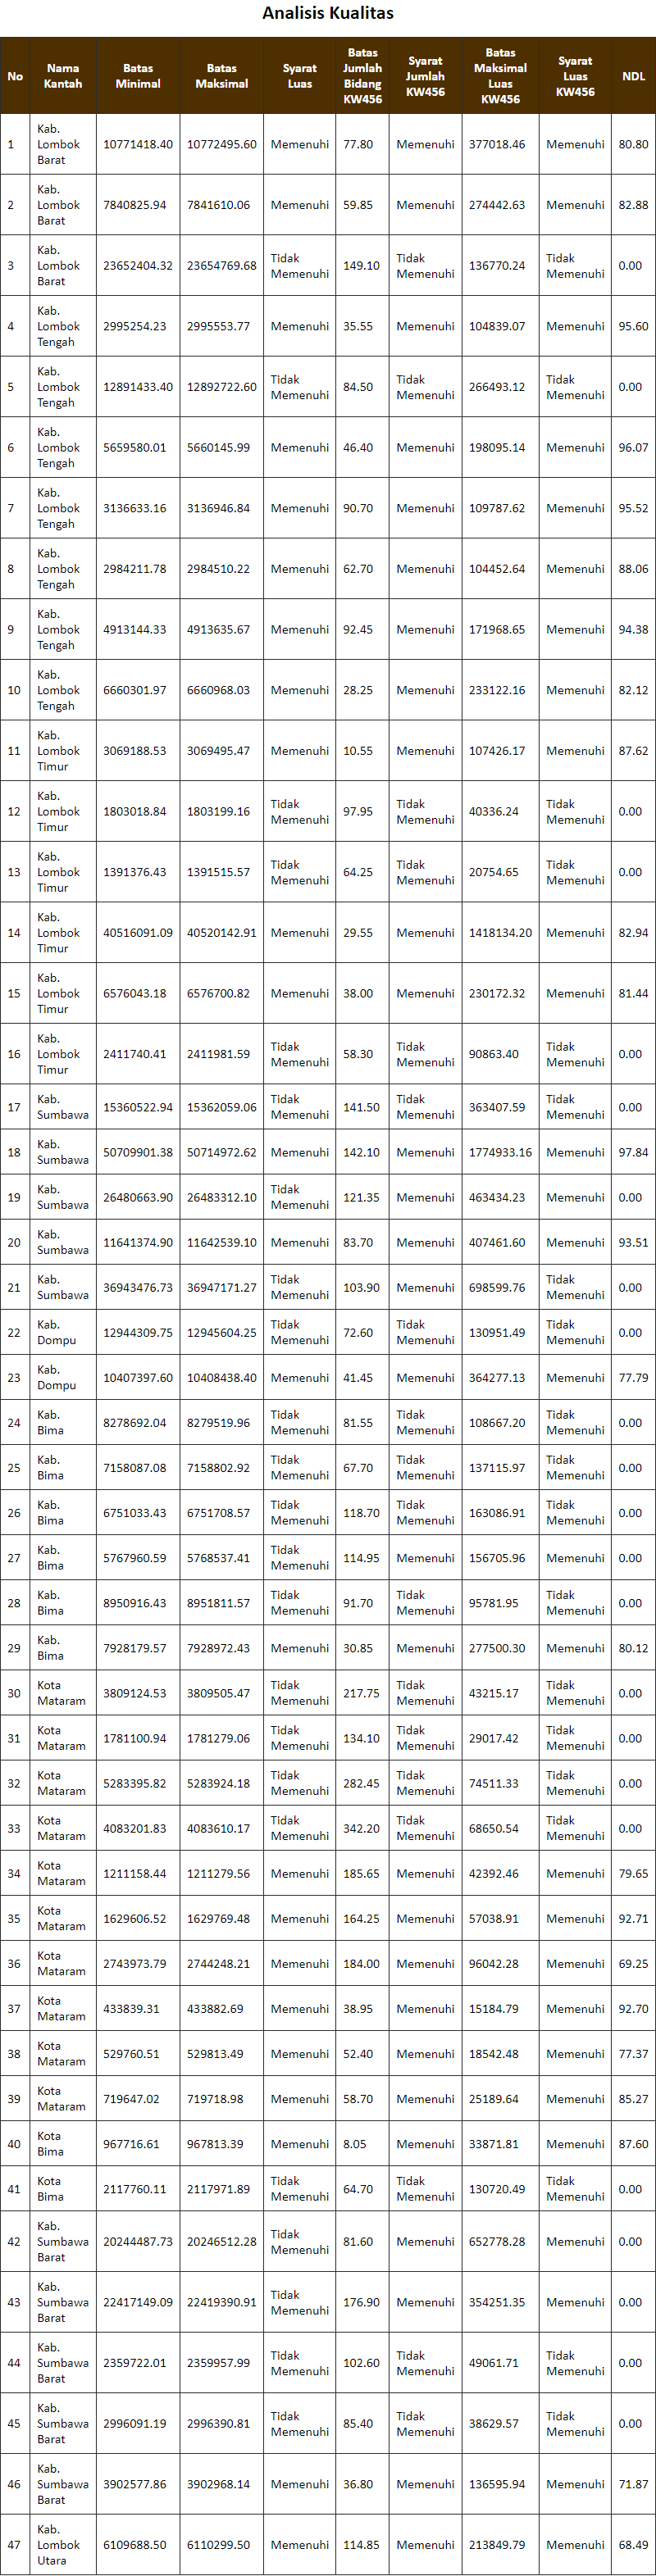 Analisis Kualitas
No | Nama Kantah | Batas Minimal | Batas Maksimal | Syarat Luas | Batas Jumlah Bidang KW456 | Syarat Jumlah KW456 | Batas Maksimal Luas KW456 | Syarat Luas KW456 | NDL
1 | Kab. Lombok Barat | 10771418.40 | 10772495.60 | Memenuhi | 77.80 | Memenuhi | 377018.46 | Memenuhi | 80.80
2 | Kab. Lombok Barat | 7840825.94 | 7841610.06 | Memenuhi | 59.85 | Memenuhi | 274442.63 | Memenuhi | 82.88
3 | Kab. Lombok Barat | 23652404.32 | 23654769.68 | Tidak Memenuhi | 149.10 | Tidak Memenuhi | 136770.24 | Tidak Memenuhi | 0.00
4 | Kab. Lombok Tengah | 2995254.23 | 2995553.77 | Memenuhi | 35.55 | Memenuhi | 104839.07 | Memenuhi | 95.60
5 | Kab. Lombok Tengah | 12891433.40 | 12892722.60 | Tidak Memenuhi | 84.50 | Tidak Memenuhi | 266493.12 | Tidak Memenuhi | 0.00
6 | Kab. Lombok Tengah | 5659580.01 | 5660145.99 | Memenuhi | 46.40 | Memenuhi | 198095.14 | Memenuhi | 96.07
7 | Kab. Lombok Tengah | 3136633.16 | 3136946.84 | Memenuhi | 90.70 | Memenuhi | 109787.62 | Memenuhi | 95.52
8 | Kab. Lombok Tengah | 2984211.78 | 2984510.22 | Memenuhi | 62.70 | Memenuhi | 104452.64 | Memenuhi | 88.06
9 | Kab. Lombok Tengah | 4913144.33 | 4913635.67 | Memenuhi | 92.45 | Memenuhi | 171968.65 | Memenuhi | 94.38
10 | Kab. Lombok Tengah | 6660301.97 | 6660968.03 | Memenuhi | 28.25 | Memenuhi | 233122.16 | Memenuhi | 82.12
11 | Kab. Lombok Timur | 3069188.53 | 3069495.47 | Memenuhi | 10.55 | Memenuhi | 107426.17 | Memenuhi | 87.62
12 | Kab. Lombok Timur | 1803018.84 | 1803199.16 | Tidak Memenuhi | 97.95 | Tidak Memenuhi | 40336.24 | Tidak Memenuhi | 0.00
13 | Kab. Lombok Timur | 1391376.43 | 1391515.57 | Tidak Memenuhi | 64.25 | Tidak Memenuhi | 20754.65 | Tidak Memenuhi | 0.00
14 | Kab. Lombok Timur | 40516091.09 | 40520142.91 | Memenuhi | 29.55 | Memenuhi | 1418134.20 | Memenuhi | 82.94
15 | Kab. Lombok Timur | 6576043.18 | 6576700.82 | Memenuhi | 38.00 | Memenuhi | 230172.32 | Memenuhi | 81.44
16 | Kab. Lombok Timur | 2411740.41 | 2411981.59 | Tidak Memenuhi | 58.30 | Tidak Memenuhi | 90863.40 | Tidak Memenuhi | 0.00
17 | Kab. Sumbawa | 15360522.94 | 15362059.06 | Tidak Memenuhi | 141.50 | Tidak Memenuhi | 363407.59 | Tidak Memenuhi | 0.00
18 | Kab. Sumbawa | 50709901.38 | 50714972.62 | Memenuhi | 142.10 | Memenuhi | 1774933.16 | Memenuhi | 97.84
19 | Kab. Sumbawa | 26480663.90 | 26483312.10 | Tidak Memenuhi | 121.35 | Memenuhi | 463434.23 | Memenuhi | 0.00
20 | Kab. Sumbawa | 11641374.90 | 11642539.10 | Memenuhi | 83.70 | Memenuhi | 407461.60 | Memenuhi | 93.51
21 | Kab. Sumbawa | 36943476.73 | 36947171.27 | Tidak Memenuhi | 103.90 | Memenuhi | 698599.76 | Tidak Memenuhi | 0.00
22 | Kab. Dompu | 12944309.75 | 12945604.25 | Tidak Memenuhi | 72.60 | Tidak Memenuhi | 130951.49 | Tidak Memenuhi | 0.00
23 | Kab. Dompu | 10407397.60 | 10408438.40 | Memenuhi | 41.45 | Memenuhi | 364277.13 | Memenuhi | 77.79
24 | Kab. Bima | 8278692.04 | 8279519.96 | Tidak Memenuhi | 81.55 | Tidak Memenuhi | 108667.20 | Tidak Memenuhi | 0.00
25 | Kab. Bima | 7158087.08 | 7158802.92 | Tidak Memenuhi | 67.70 | Tidak Memenuhi | 137115.97 | Tidak Memenuhi | 0.00
26 | Kab. Bima | 6751033.43 | 6751708.57 | Tidak Memenuhi | 118.70 | Tidak Memenuhi | 163086.91 | Tidak Memenuhi | 0.00
27 | Kab. Bima | 5767960.59 | 5768537.41 | Tidak Memenuhi | 114.95 | Memenuhi | 156705.96 | Memenuhi | 0.00
28 | Kab. Bima | 8950916.43 | 8951811.57 | Tidak Memenuhi | 91.70 | Tidak Memenuhi | 95781.95 | Tidak Memenuhi | 0.00
29 | Kab. Bima | 7928179.57 | 7928972.43 | Memenuhi | 30.85 | Memenuhi | 277500.30 | Memenuhi | 80.12
30 | Kota Mataram | 3809124.53 | 3809505.47 | Tidak Memenuhi | 217.75 | Tidak Memenuhi | 43215.17 | Tidak Memenuhi | 0.00
31 | Kota Mataram | 1781100.94 | 1781279.06 | Tidak Memenuhi | 134.10 | Tidak Memenuhi | 29017.42 | Tidak Memenuhi | 0.00
32 | Kota Mataram | 5283395.82 | 5283924.18 | Tidak Memenuhi | 282.45 | Tidak Memenuhi | 74511.33 | Tidak Memenuhi | 0.00
33 | Kota Mataram | 4083201.83 | 4083610.17 | Tidak Memenuhi | 342.20 | Tidak Memenuhi | 68650.54 | Tidak Memenuhi | 0.00
34 | Kota Mataram | 1211158.44 | 1211279.56 | Memenuhi | 185.65 | Memenuhi | 42392.46 | Memenuhi | 79.65
35 | Kota Mataram | 1629606.52 | 1629769.48 | Memenuhi | 164.25 | Memenuhi | 57038.91 | Memenuhi | 92.71
36 | Kota Mataram | 2743973.79 | 2744248.21 | Memenuhi | 184.00 | Memenuhi | 96042.28 | Memenuhi | 69.25
37 | Kota Mataram | 433839.31 | 433882.69 | Memenuhi | 38.95 | Memenuhi | 15184.79 | Memenuhi | 92.70
38 | Kota Mataram | 529760.51 | 529813.49 | Memenuhi | 52.40 | Memenuhi | 18542.48 | Memenuhi | 77.37
39 | Kota Mataram | 719647.02 | 719718.98 | Memenuhi | 58.70 | Memenuhi | 25189.64 | Memenuhi | 85.27
40 | Kota Bima | 967716.61 | 967813.39 | Memenuhi | 8.05 | Memenuhi | 33871.81 | Memenuhi | 87.60
41 | Kota Bima | 2117760.11 | 2117971.89 | Tidak Memenuhi | 64.70 | Tidak Memenuhi | 130720.49 | Tidak Memenuhi | 0.00
42 | Kab. Sumbawa Barat | 20244487.73 | 20246512.28 | Tidak Memenuhi | 81.60 | Memenuhi | 652778.28 | Memenuhi | 0.00
43 | Kab. Sumbawa Barat | 22417149.09 | 22419390.91 | Tidak Memenuhi | 176.90 | Memenuhi | 354251.35 | Memenuhi | 0.00
44 | Kab. Sumbawa Barat | 2359722.01 | 2359957.99 | Tidak Memenuhi | 102.60 | Tidak Memenuhi | 49061.71 | Tidak Memenuhi | 0.00
45 | Kab. Sumbawa Barat | 2996091.19 | 2996390.81 | Tidak Memenuhi | 85.40 | Tidak Memenuhi | 38629.57 | Tidak Memenuhi | 0.00
46 | Kab. Sumbawa Barat | 3902577.86 | 3902968.14 | Memenuhi | 36.80 | Memenuhi | 136595.94 | Memenuhi | 71.87
47 | Kab. Lombok Utara | 6109688.50 | 6110299.50 | Memenuhi | 114.85 | Memenuhi | 213849.79 | Memenuhi | 68.49